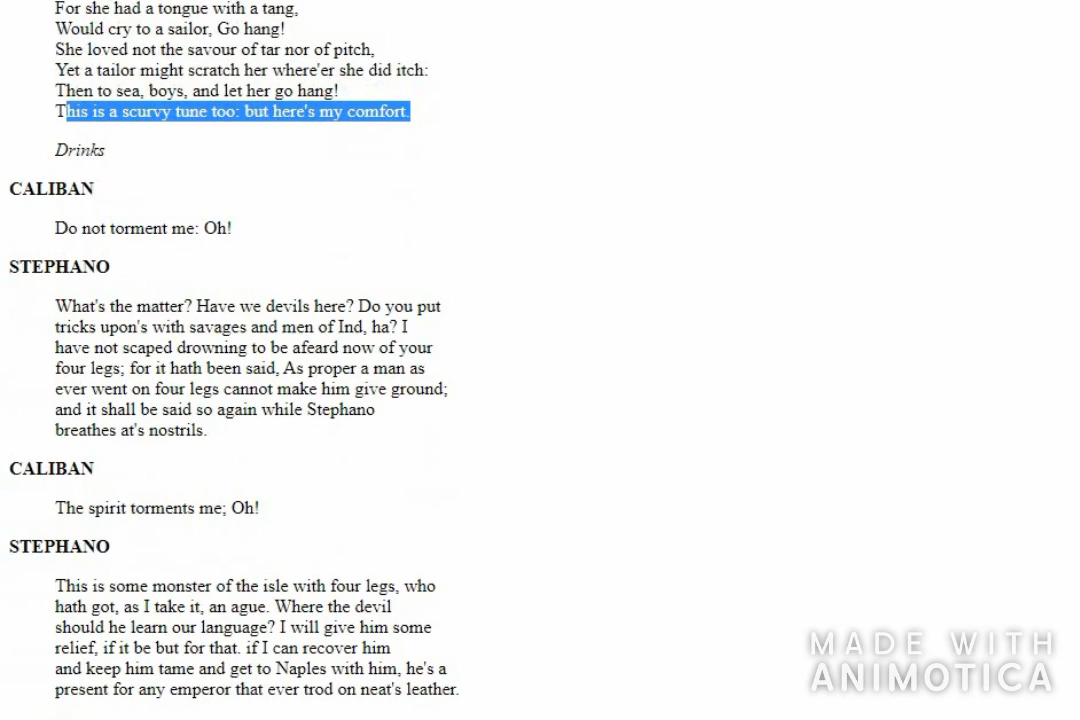 For she had a tongue with a tang,
Would cry to a sailor, Go hang!
She loved not the savour of tar nor of pitch,
Yet a tailor might scratch her where'er she did itch:
Then to sea, boys, and let her go hang!
This is a scurvy tune too: but here's my comfort.
Drinks
CALIBAN
Do not torment me: Oh!
STEPHANO
What's the matter? Have we devils here? Do you put
tricks upon's with savages and men of Ind, ha? I
have not scaped drowning to be afeard now of your
four legs; for it hath been said, As proper a man as
ever went on four legs cannot make him give ground;
and it shall be said so again while Stephano
breathes at's nostrils.
CALIBAN
The spirit torments me; Oh!
STEPHANO
This is some monster of the isle with four legs, who
hath got, as I take it, an ague. Where the devil
should he learn our language? I will give him some
relief, if it be but for that. if I can recover him
and keep him tame and get to Naples with him, he's a
present for any emperor that ever trod on neat's leather.
MADE WITH
ANIMOTICA